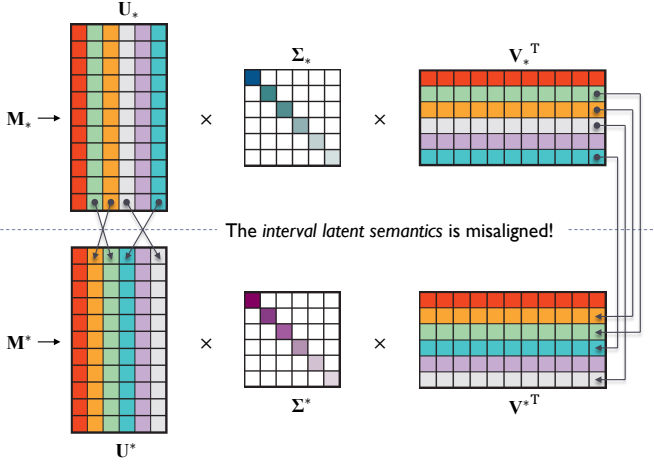 U* Σ* V*ᵀ
M* × ×
The interval latent semantics is misaligned!
M* × ×
U* Σ* V*ᵀ